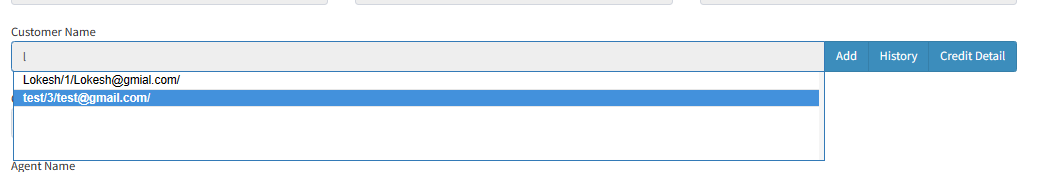 Customer Name
l
Add
History
Credit Detail
Lokesh/1/Lokesh@gmial.com/
test/3/test@gmail.com/
Agent Name